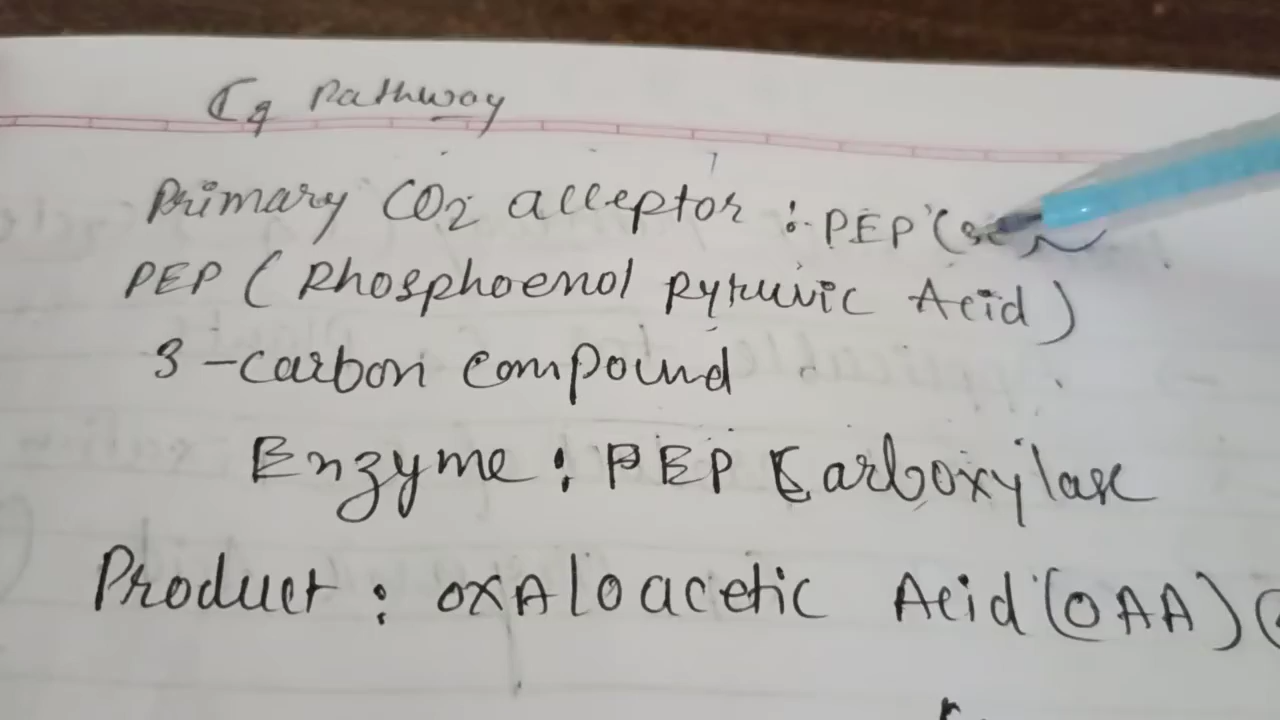 C4 Pathway
Primary CO2 acceptor : PEP (
PEP ( Phosphoenol Pyruvic Acid )
3 - carbon compound
Enzyme : PEP Carboxylase
Product : OxAloacetic Acid (OAA) (